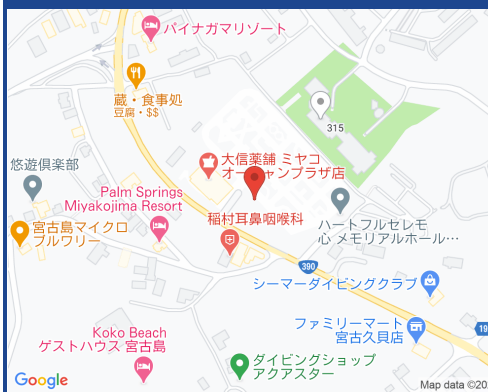 パイナガマリゾート
蔵・食事処
豆腐・$$
315
大信薬舗 ミヤコ
オーシャンプラザ店
悠遊倶楽部
Palm Springs
Miyakojima Resort
宮古島マイクロ
ブルワリー
稲村耳鼻咽喉科
ハートフルセレモ
心 メモリアルホール…
390
シーマーダイビングクラブ
ファミリーマート
宮古久貝店
Koko Beach
ゲストハウス 宮古島
ダイビングショップ
アクアスター
Google
Map data ©20